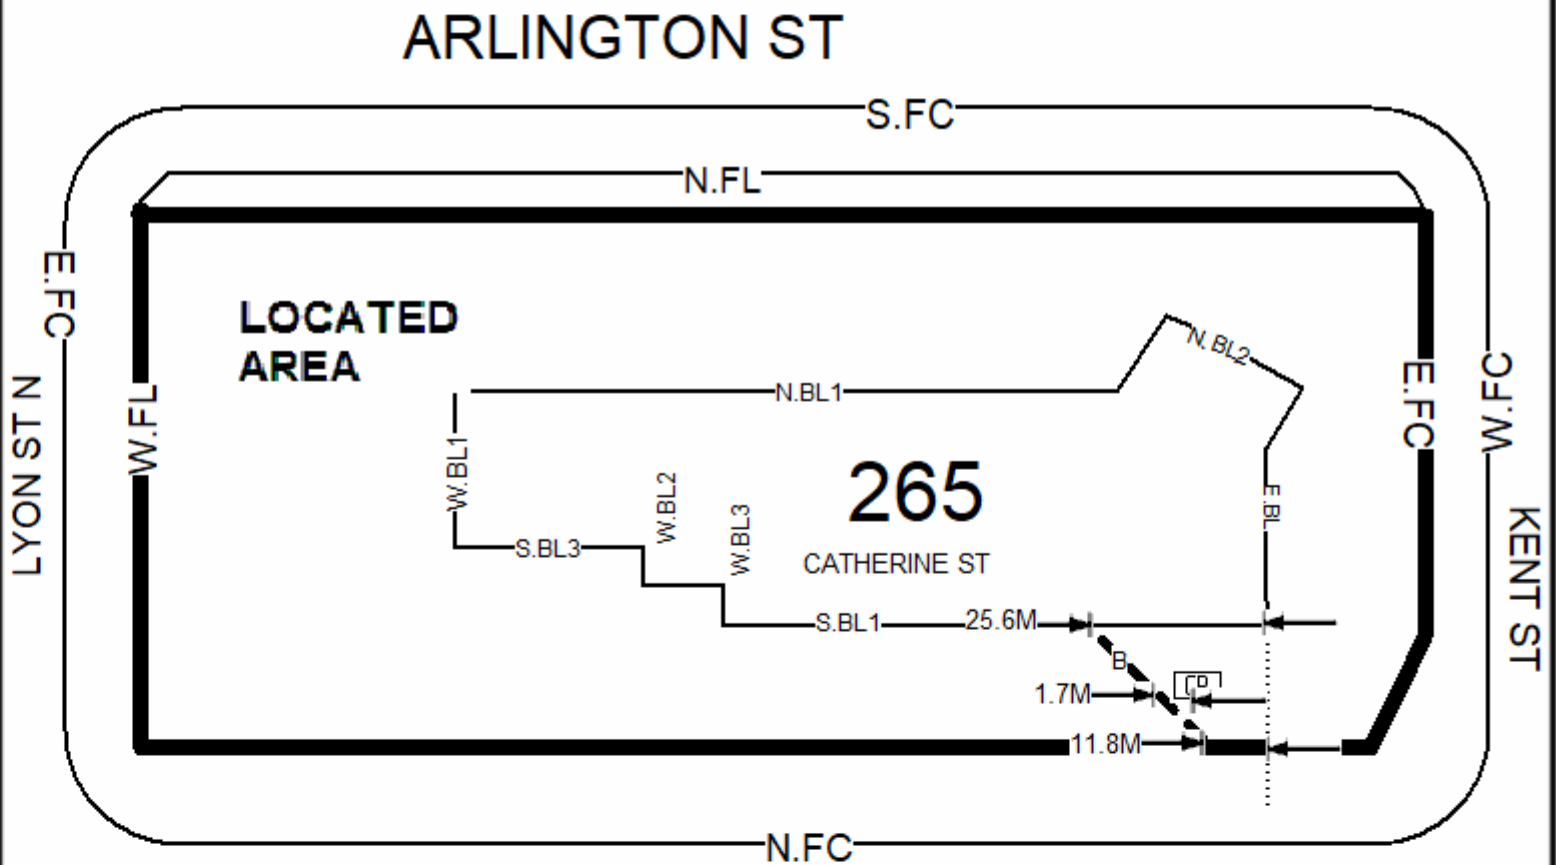 ARLINGTON ST
S.FC
N.FL
E.FC
LOCATED
AREA
N.BL2
W.FC
E.FC
LYON ST N
W.FL
N.BL1
W.BL1
W.BL2
W.BL3
265
E.BL
S.BL3
CATHERINE ST
KENT ST
S.BL1
25.6M
B
CP
1.7M
11.8M
N.FC